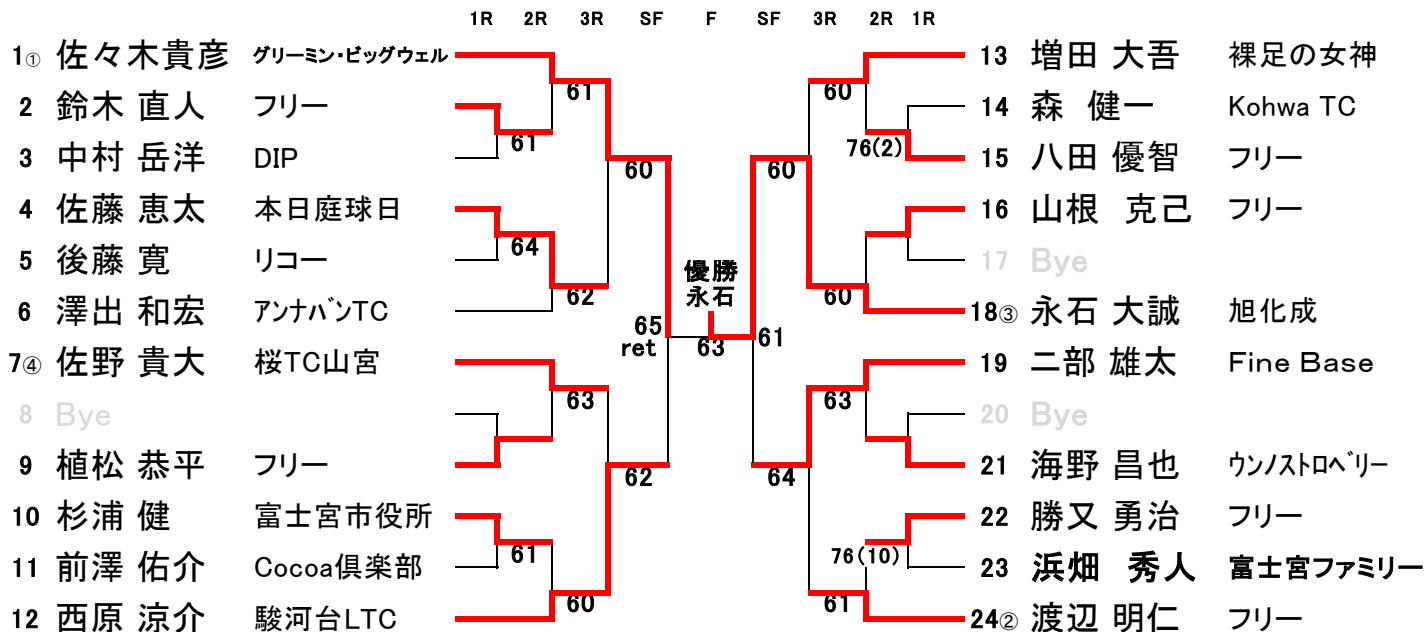 1R 2R 3R SF F SF 3R 2R 1R
1① 佐々木貴彦 グリーミン・ビッグウェル
2 鈴木 直人 フリー
3 中村 岳洋 DIP
4 佐藤 恵太 本日庭球日
5 後藤 寛 リコー
6 澤出 和宏 アンナバンTC
7④ 佐野 貴大 桜TC山宮
8 Bye
9 植松 恭平 フリー
10 杉浦 健 富士宮市役所
11 前澤 佑介 Cocoa倶楽部
12 西原 涼介 駿河台LTC
61
61
60
64
62
65
ret
63
62
61
60
優勝
永石
63
61
60
76(2)
60
60
63
64
76(10)
61
13 増田 大吾 裸足の女神
14 森 健一 Kohwa TC
15 八田 優智 フリー
16 山根 克己 フリー
17 Bye
18③ 永石 大誠 旭化成
19 二部 雄太 Fine Base
20 Bye
21 海野 昌也 ウンノストロベリー
22 勝又 勇治 フリー
23 浜畑 秀人 富士宮ファミリー
24② 渡辺 明仁 フリー